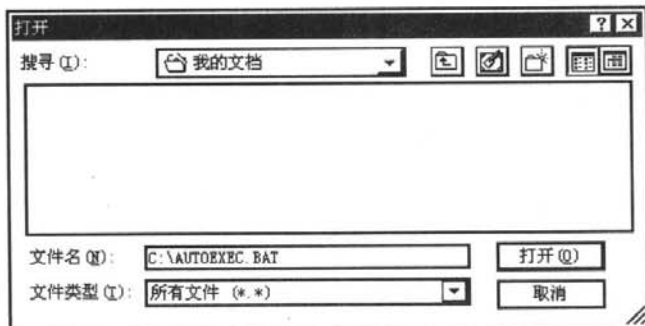 打开
搜寻(I): 我的文档
文件名(N): C:\AUTOEXEC.BAT 打开(O)
文件类型(T): 所有文件 (*.*) 取消